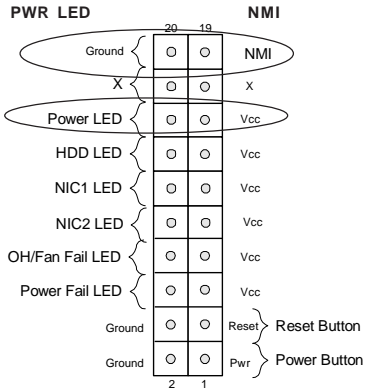 PWR LED NMI
20 19
Ground NMI
X X
Power LED Vcc
HDD LED Vcc
NIC1 LED Vcc
NIC2 LED Vcc
OH/Fan Fail LED Vcc
Power Fail LED Vcc
Ground Reset Reset Button
Ground Pwr Power Button
2 1